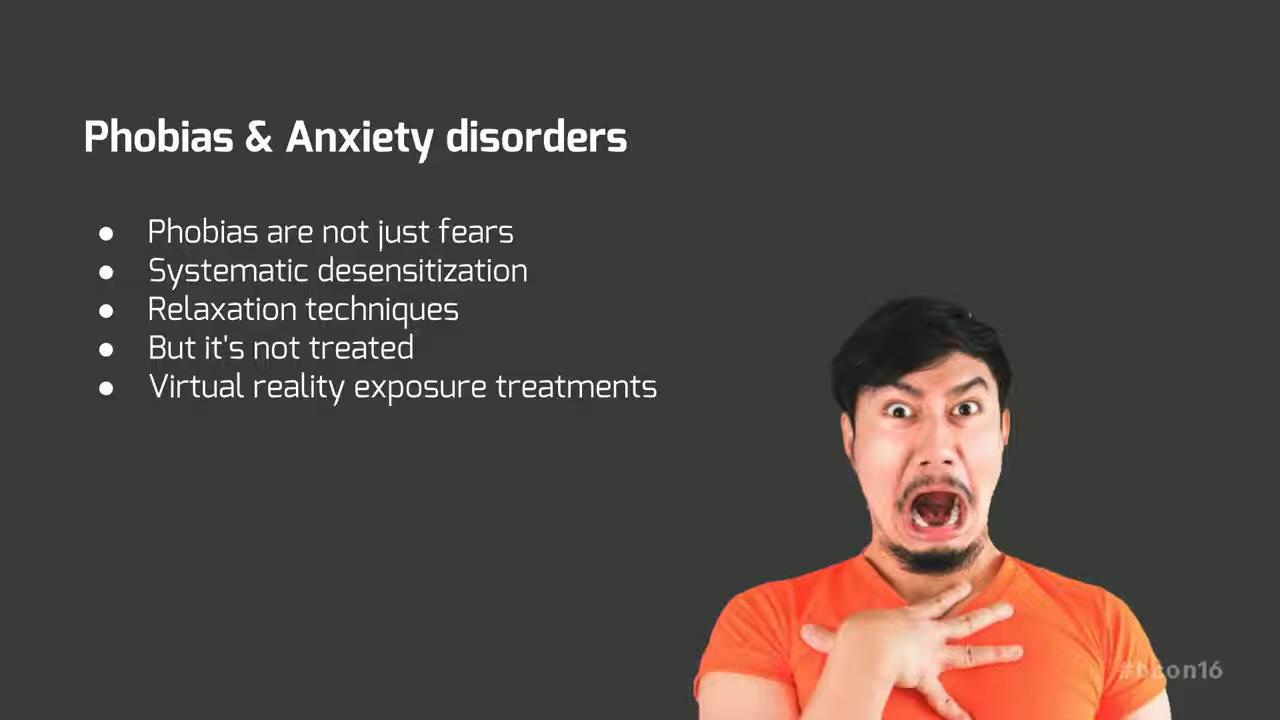 Phobias & Anxiety disorders
● Phobias are not just fears
● Systematic desensitization
● Relaxation techniques
● But it's not treated
● Virtual reality exposure treatments
#bcon16